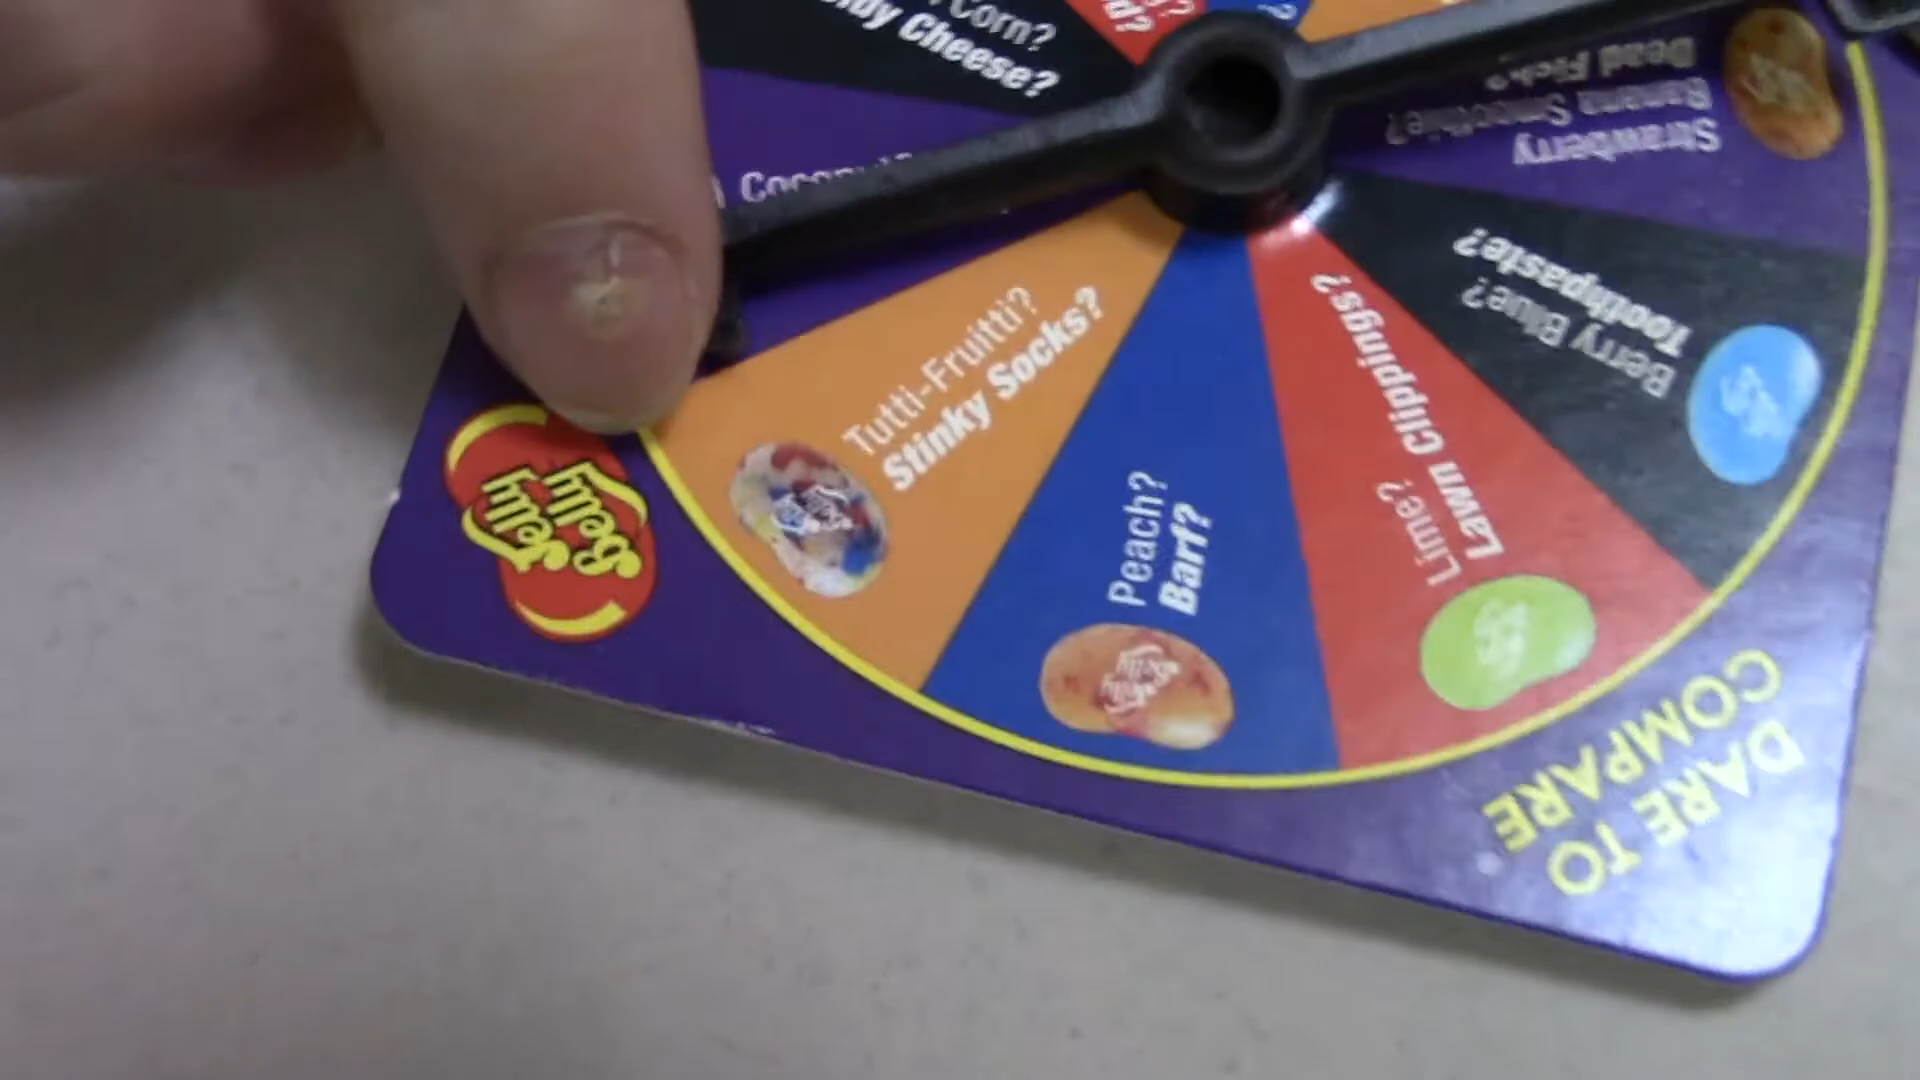 Corn?
Cheese?
Tutti-Fruitti?
Stinky Socks?
Peach?
Barf?
Lime?
Lawn Clippings?
Berry Blue?
Toothpaste?
Strawberry
Banana Smoothie?
Dead Fish?
Jelly
Belly
DARE TO
COMPARE